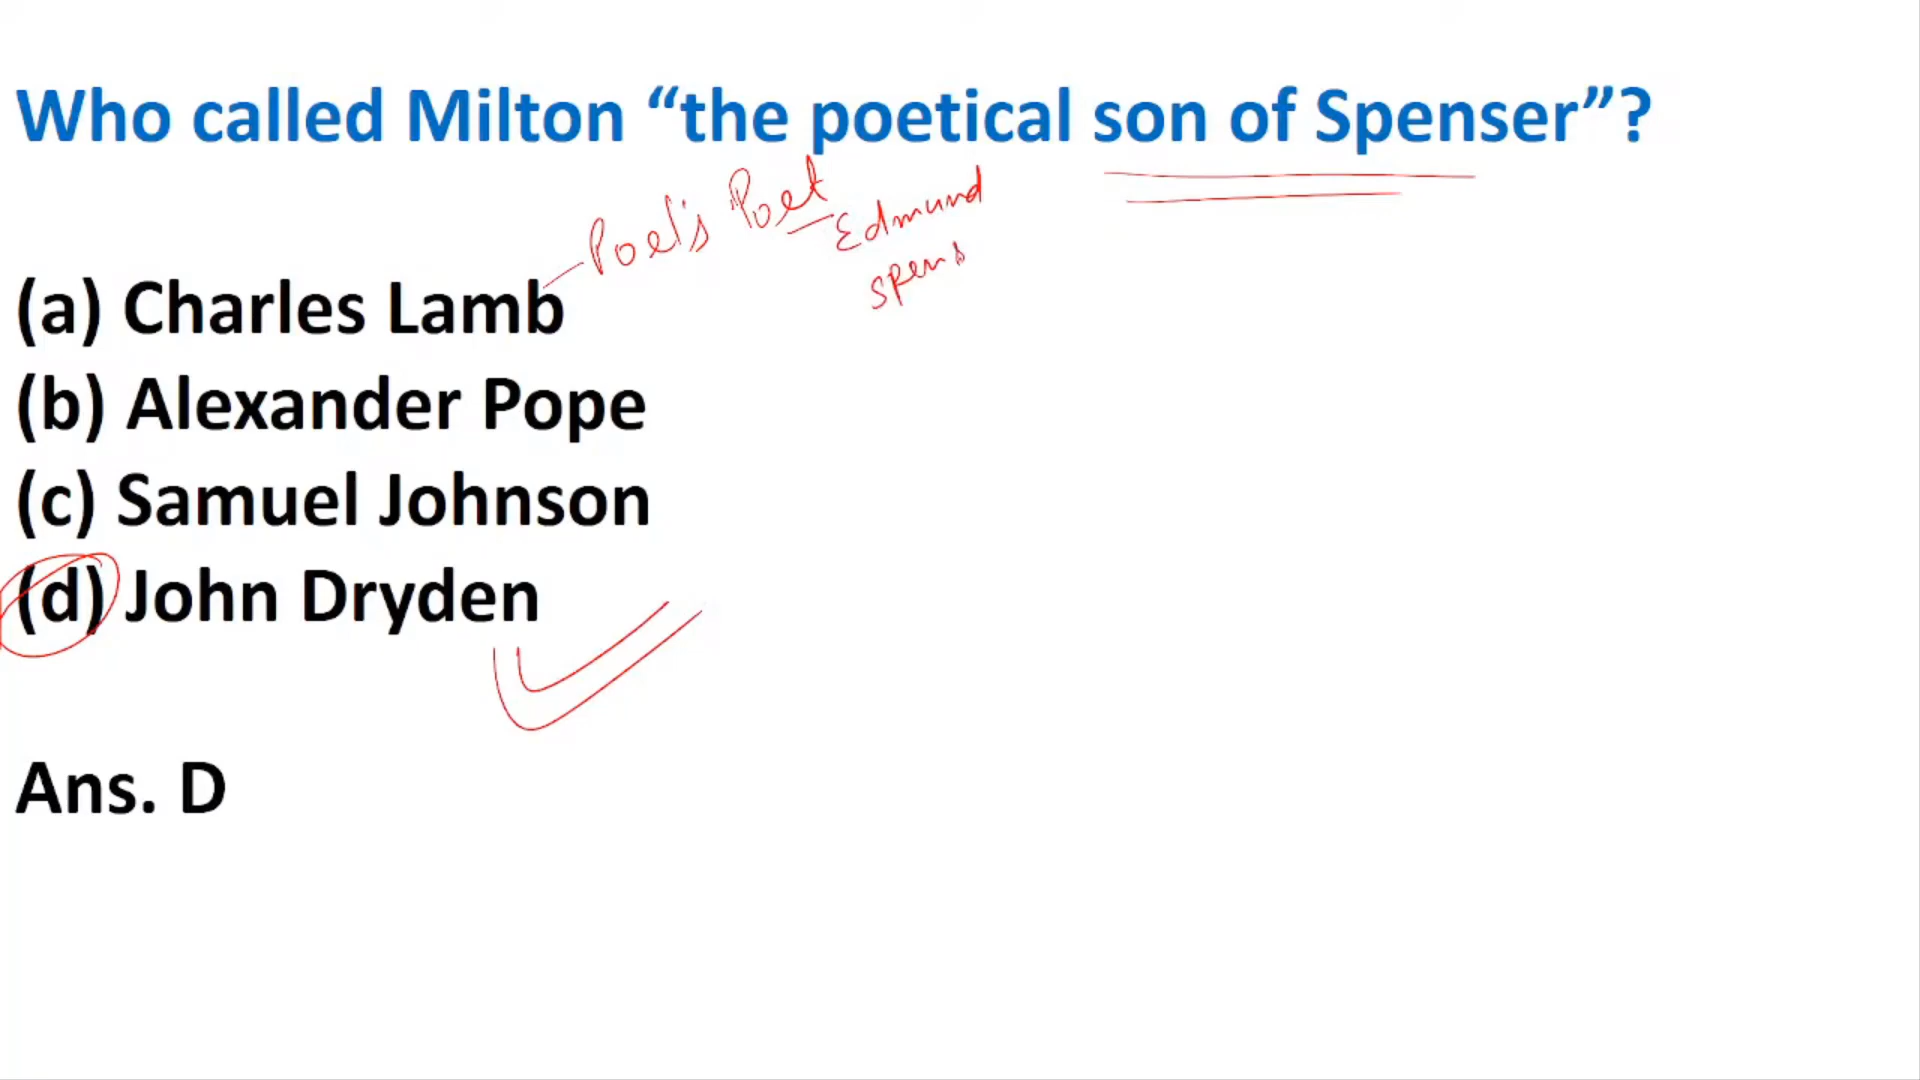 Who called Milton “the poetical son of Spenser”?
Poet's Poet
Edmund
spens
(a) Charles Lamb
(b) Alexander Pope
(c) Samuel Johnson
(d) John Dryden
Ans. D